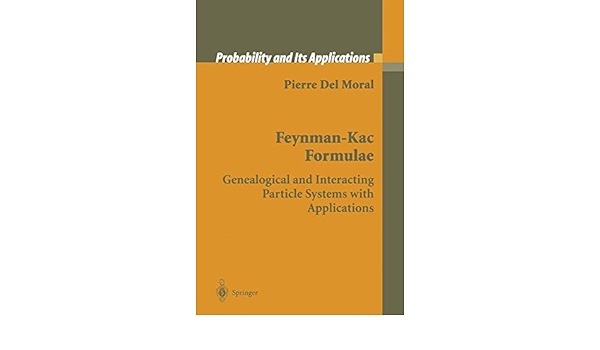 Probability and Its Applications
Pierre Del Moral
Feynman-Kac
Formulae
Genealogical and Interacting
Particle Systems with
Applications
Springer